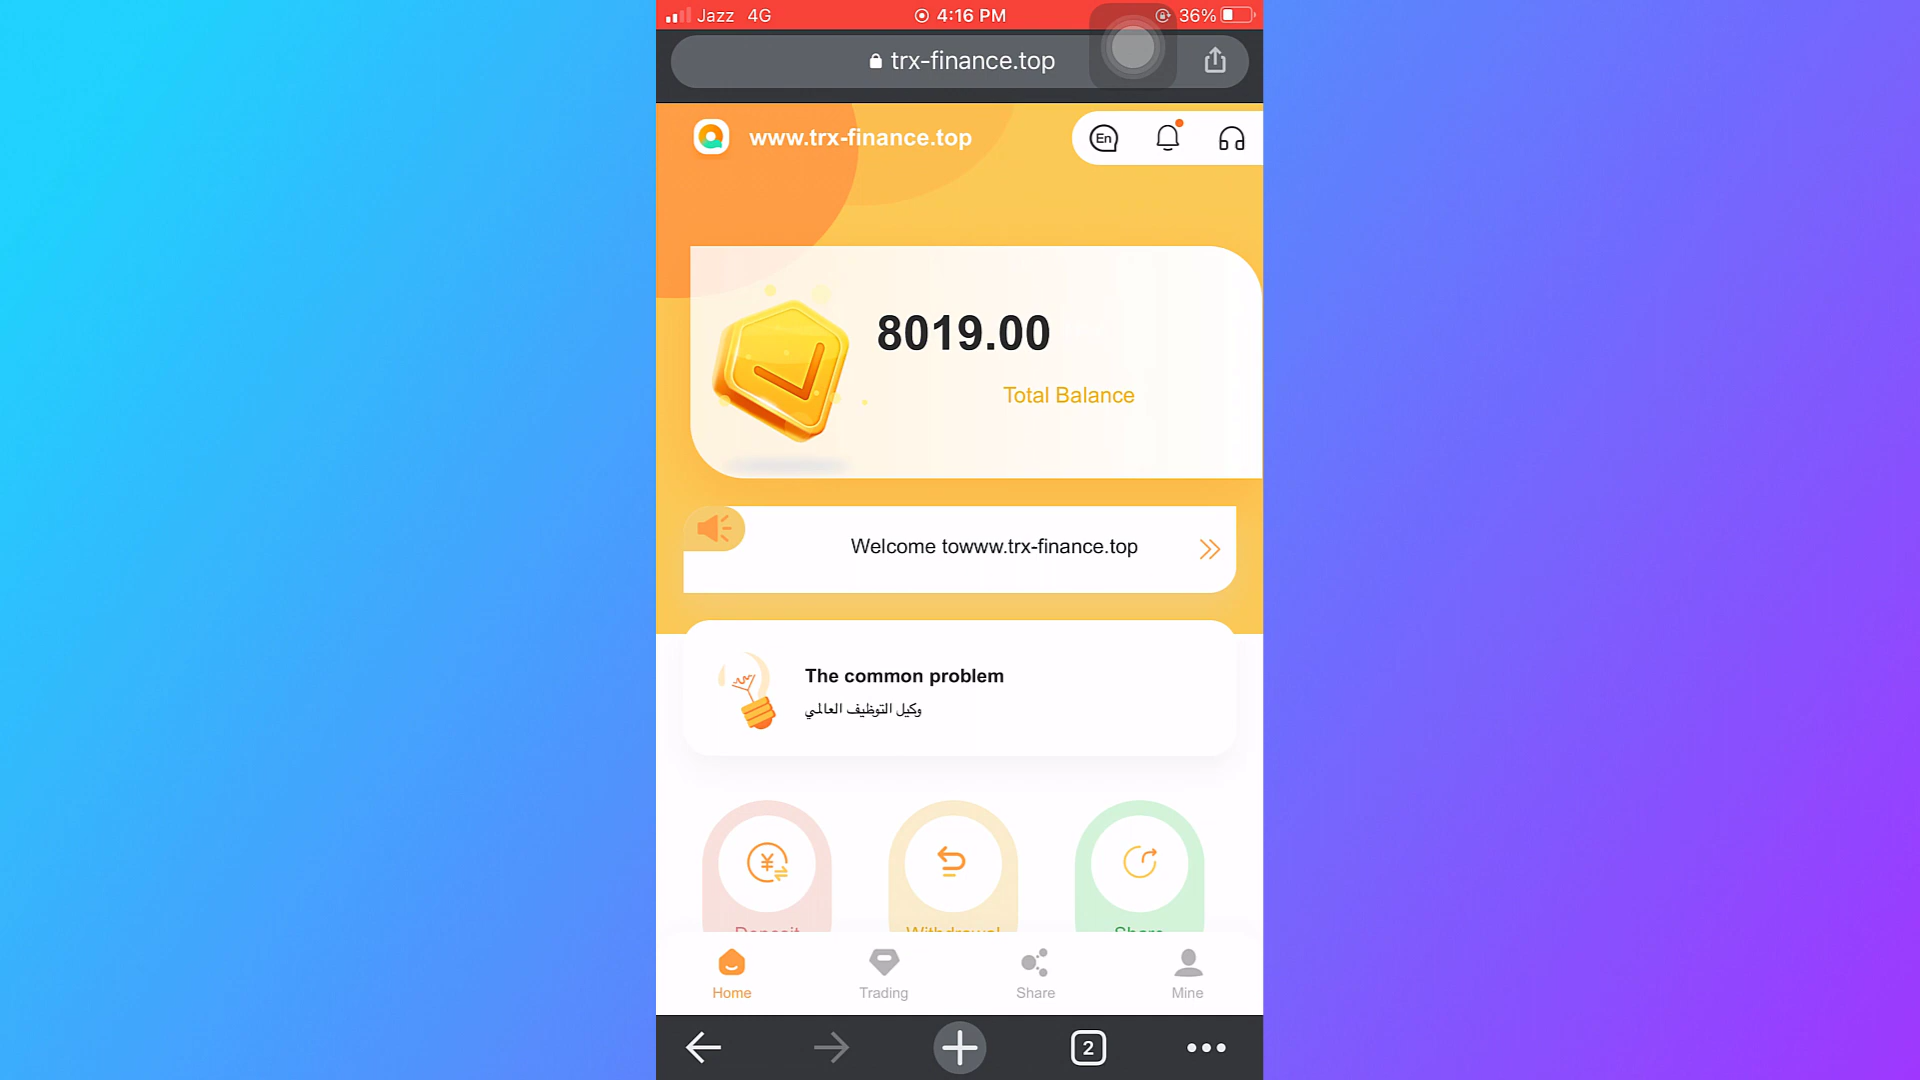 Jazz 4G 4:16 PM 36%
trx-finance.top
www.trx-finance.top
En
8019.00
Total Balance
Welcome towww.trx-finance.top
The common problem
وكيل التوظيف العالمي
¥
Deposit Withdrawal Share
Home Trading Share Mine
2